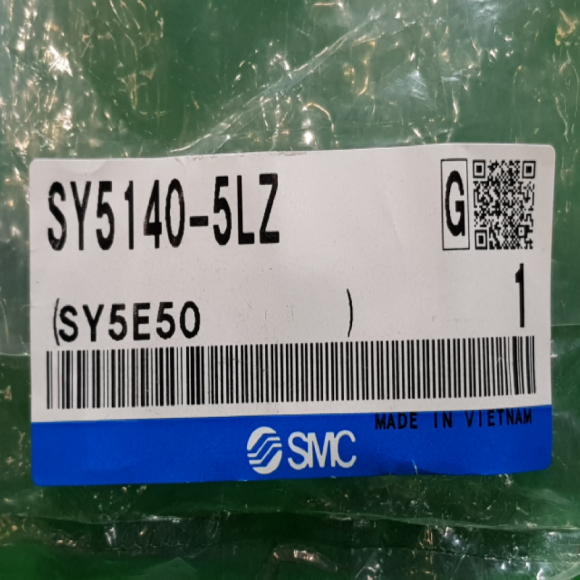 SY5140-5LZ
G
(SY5E50 )
1
MADE IN VIETNAM
SMC